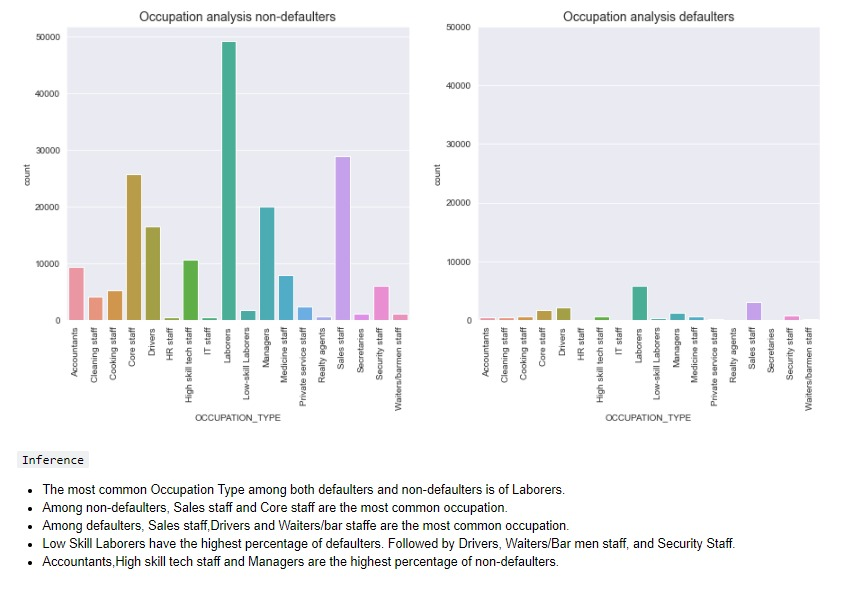 Occupation analysis non-defaulters
Occupation analysis defaulters
50000
40000
30000
20000
10000
0
count
Accountants
Cleaning staff
Cooking staff
Core staff
Drivers
HR staff
High skill tech staff
IT staff
Laborers
Low-skill Laborers
Managers
Medicine staff
Private service staff
Realty agents
Sales staff
Secretaries
Security staff
Waiters/barmen staff
OCCUPATION_TYPE
50000
40000
30000
20000
10000
0
count
Accountants
Cleaning staff
Cooking staff
Core staff
Drivers
HR staff
High skill tech staff
IT staff
Laborers
Low-skill Laborers
Managers
Medicine staff
Private service staff
Realty agents
Sales staff
Secretaries
Security staff
Waiters/barmen staff
OCCUPATION_TYPE
Inference
• The most common Occupation Type among both defaulters and non-defaulters is of Laborers.
• Among non-defaulters, Sales staff and Core staff are the most common occupation.
• Among defaulters, Sales staff,Drivers and Waiters/bar staffe are the most common occupation.
• Low Skill Laborers have the highest percentage of defaulters. Followed by Drivers, Waiters/Bar men staff, and Security Staff.
• Accountants,High skill tech staff and Managers are the highest percentage of non-defaulters.